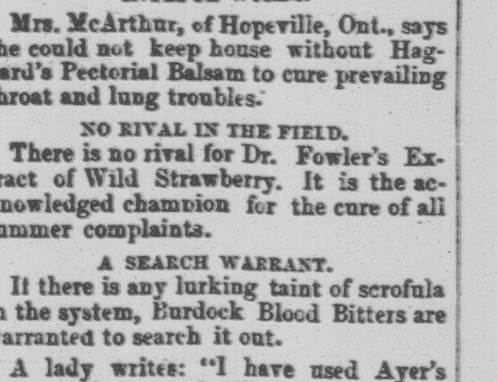 Mrs. McArthur, of Hopeville, Ont., says
he could not keep house without Hag-
ard's Pectorial Balsam to cure prevailing
hroat and lung troubles.
NO RIVAL IN THE FIELD.
There is no rival for Dr. Fowler's Ex-
ract of Wild Strawberry. It is the ac-
nowledged champion for the cure of all
ummer complaints.
A SEARCH WARRANT.
If there is any lurking taint of scrofula
n the system, Burdock Blood Bitters are
arranted to search it out.
A lady writes: "I have used Ayer's